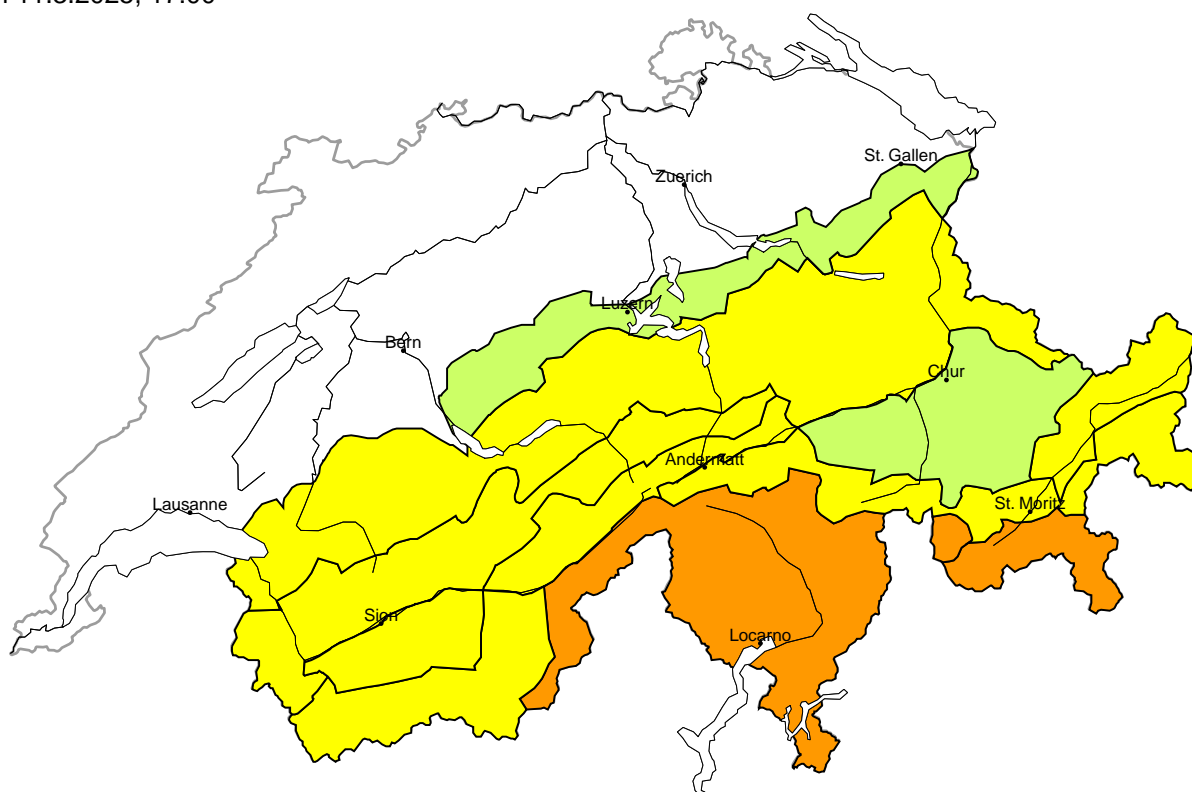 St. Gallen
Zuerich
Luzern
Bern
Chur
Andermatt
Lausanne
St. Moritz
Sion
Locarno